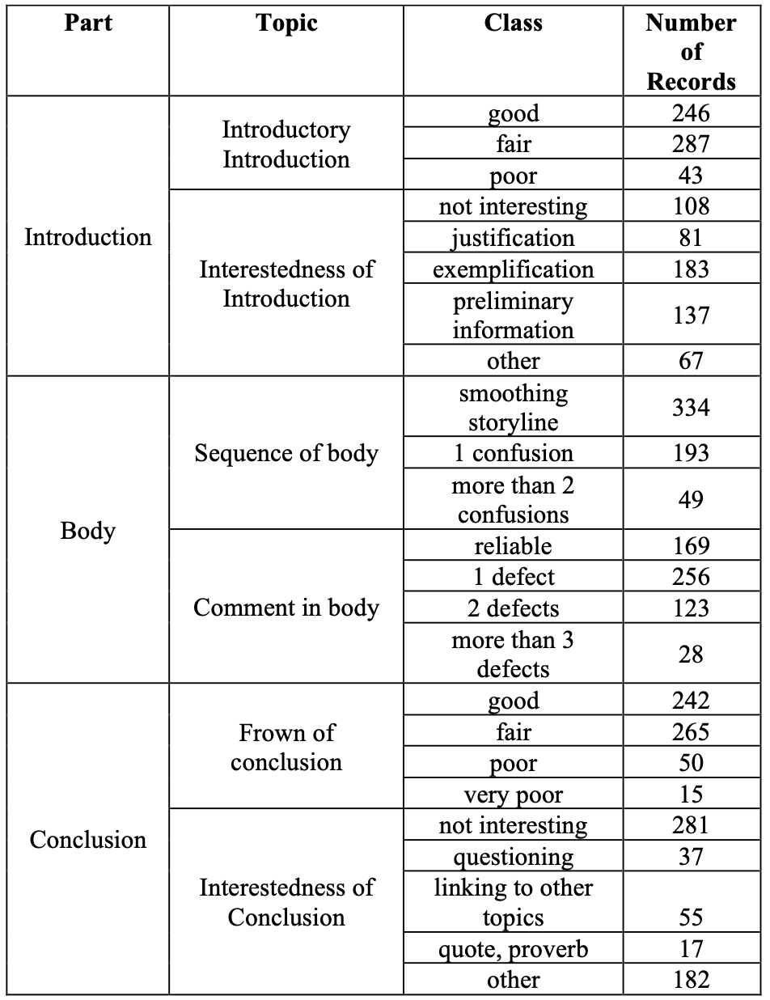 Part Topic Class Number of Records
Introduction
Introductory Introduction
good 246
fair 287
poor 43
Interestedness of Introduction
not interesting 108
justification 81
exemplification 183
preliminary information 137
other 67
Body
Sequence of body
smoothing storyline 334
1 confusion 193
more than 2 confusions 49
Comment in body
reliable 169
1 defect 256
2 defects 123
more than 3 defects 28
Conclusion
Frown of conclusion
good 242
fair 265
poor 50
very poor 15
Interestedness of Conclusion
not interesting 281
questioning 37
linking to other topics 55
quote, proverb 17
other 182